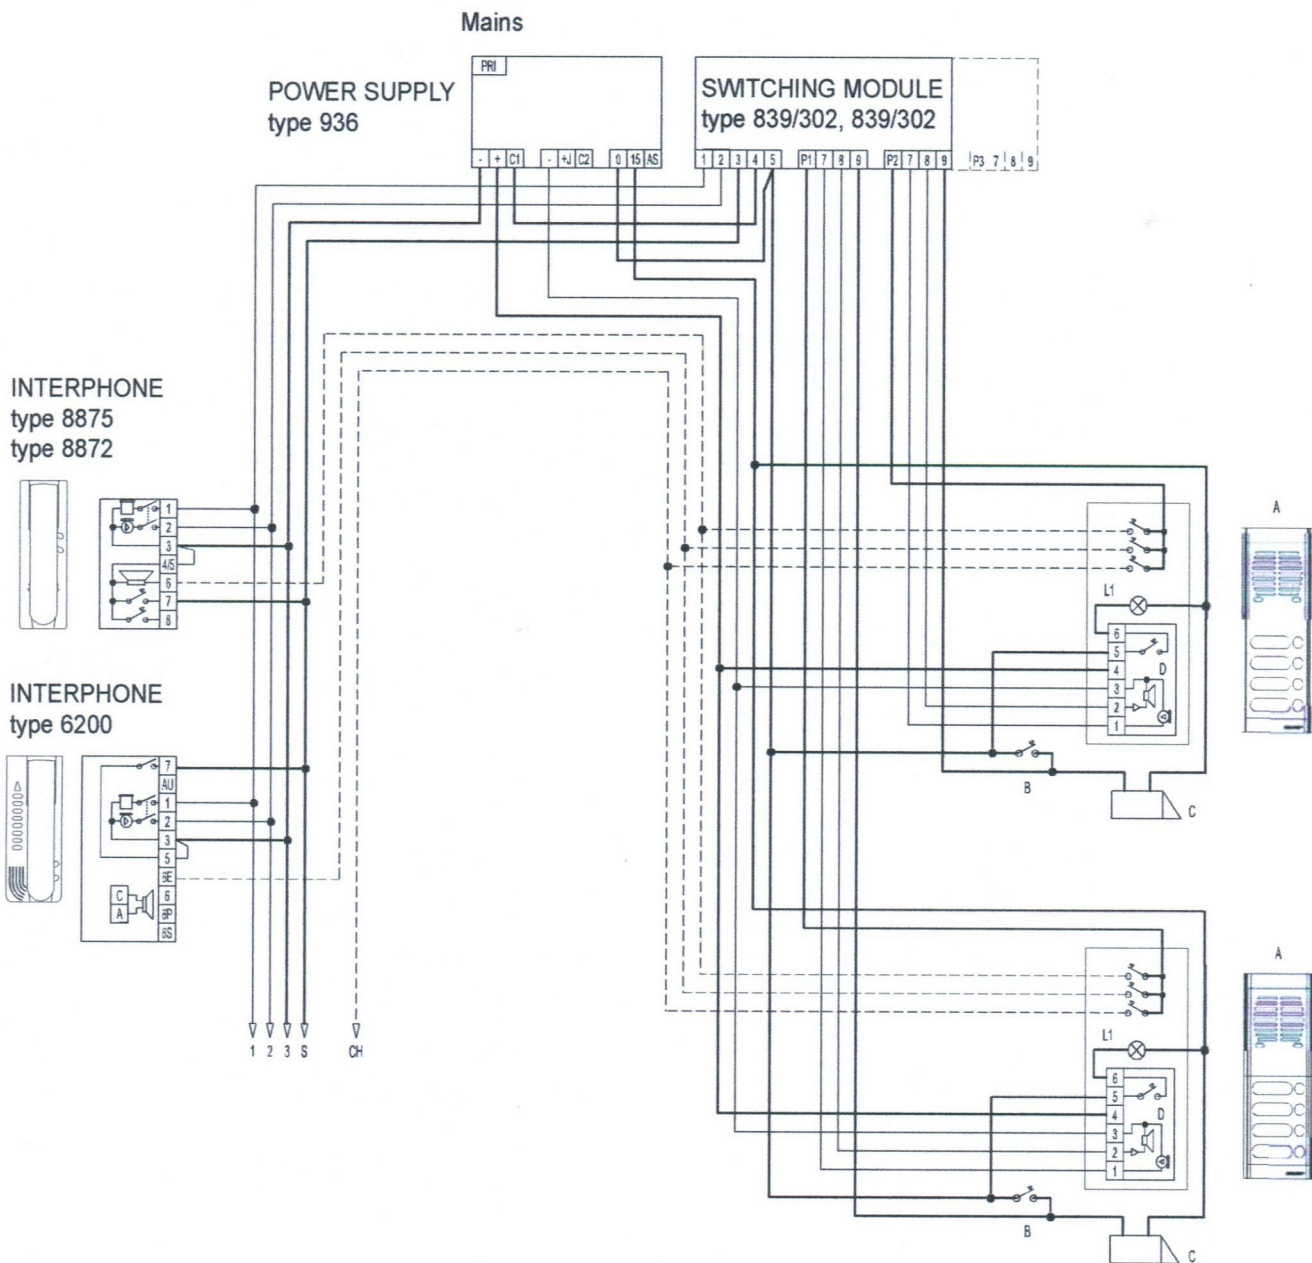 Mains
POWER SUPPLY
type 936
PRI
- + C1 - +J C2 0 15 AS
SWITCHING MODULE
type 839/302, 839/302
1 2 3 4 5 P1 7 8 9 P2 7 8 9 P3 7 8 9
INTERPHONE
type 8875
type 8872
1
2
3
4/5
6
7
8
INTERPHONE
type 6200
7
AU
1
2
3
5
6E
6
6P
6S
C
A
1 2 3 S CH
A
L1
6
5
4
3
2
1
D
B
C
A
L1
6
5
4
3
2
1
D
B
C